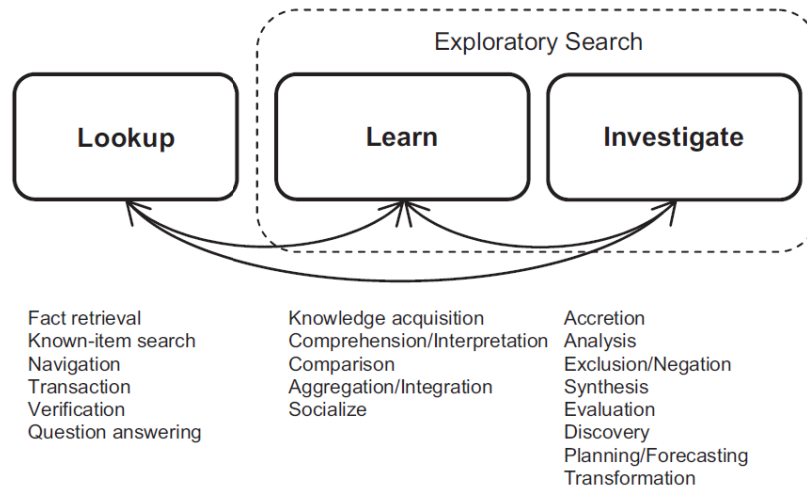 Exploratory Search
Lookup
Learn
Investigate
Fact retrieval
Known-item search
Navigation
Transaction
Verification
Question answering
Knowledge acquisition
Comprehension/Interpretation
Comparison
Aggregation/Integration
Socialize
Accretion
Analysis
Exclusion/Negation
Synthesis
Evaluation
Discovery
Planning/Forecasting
Transformation